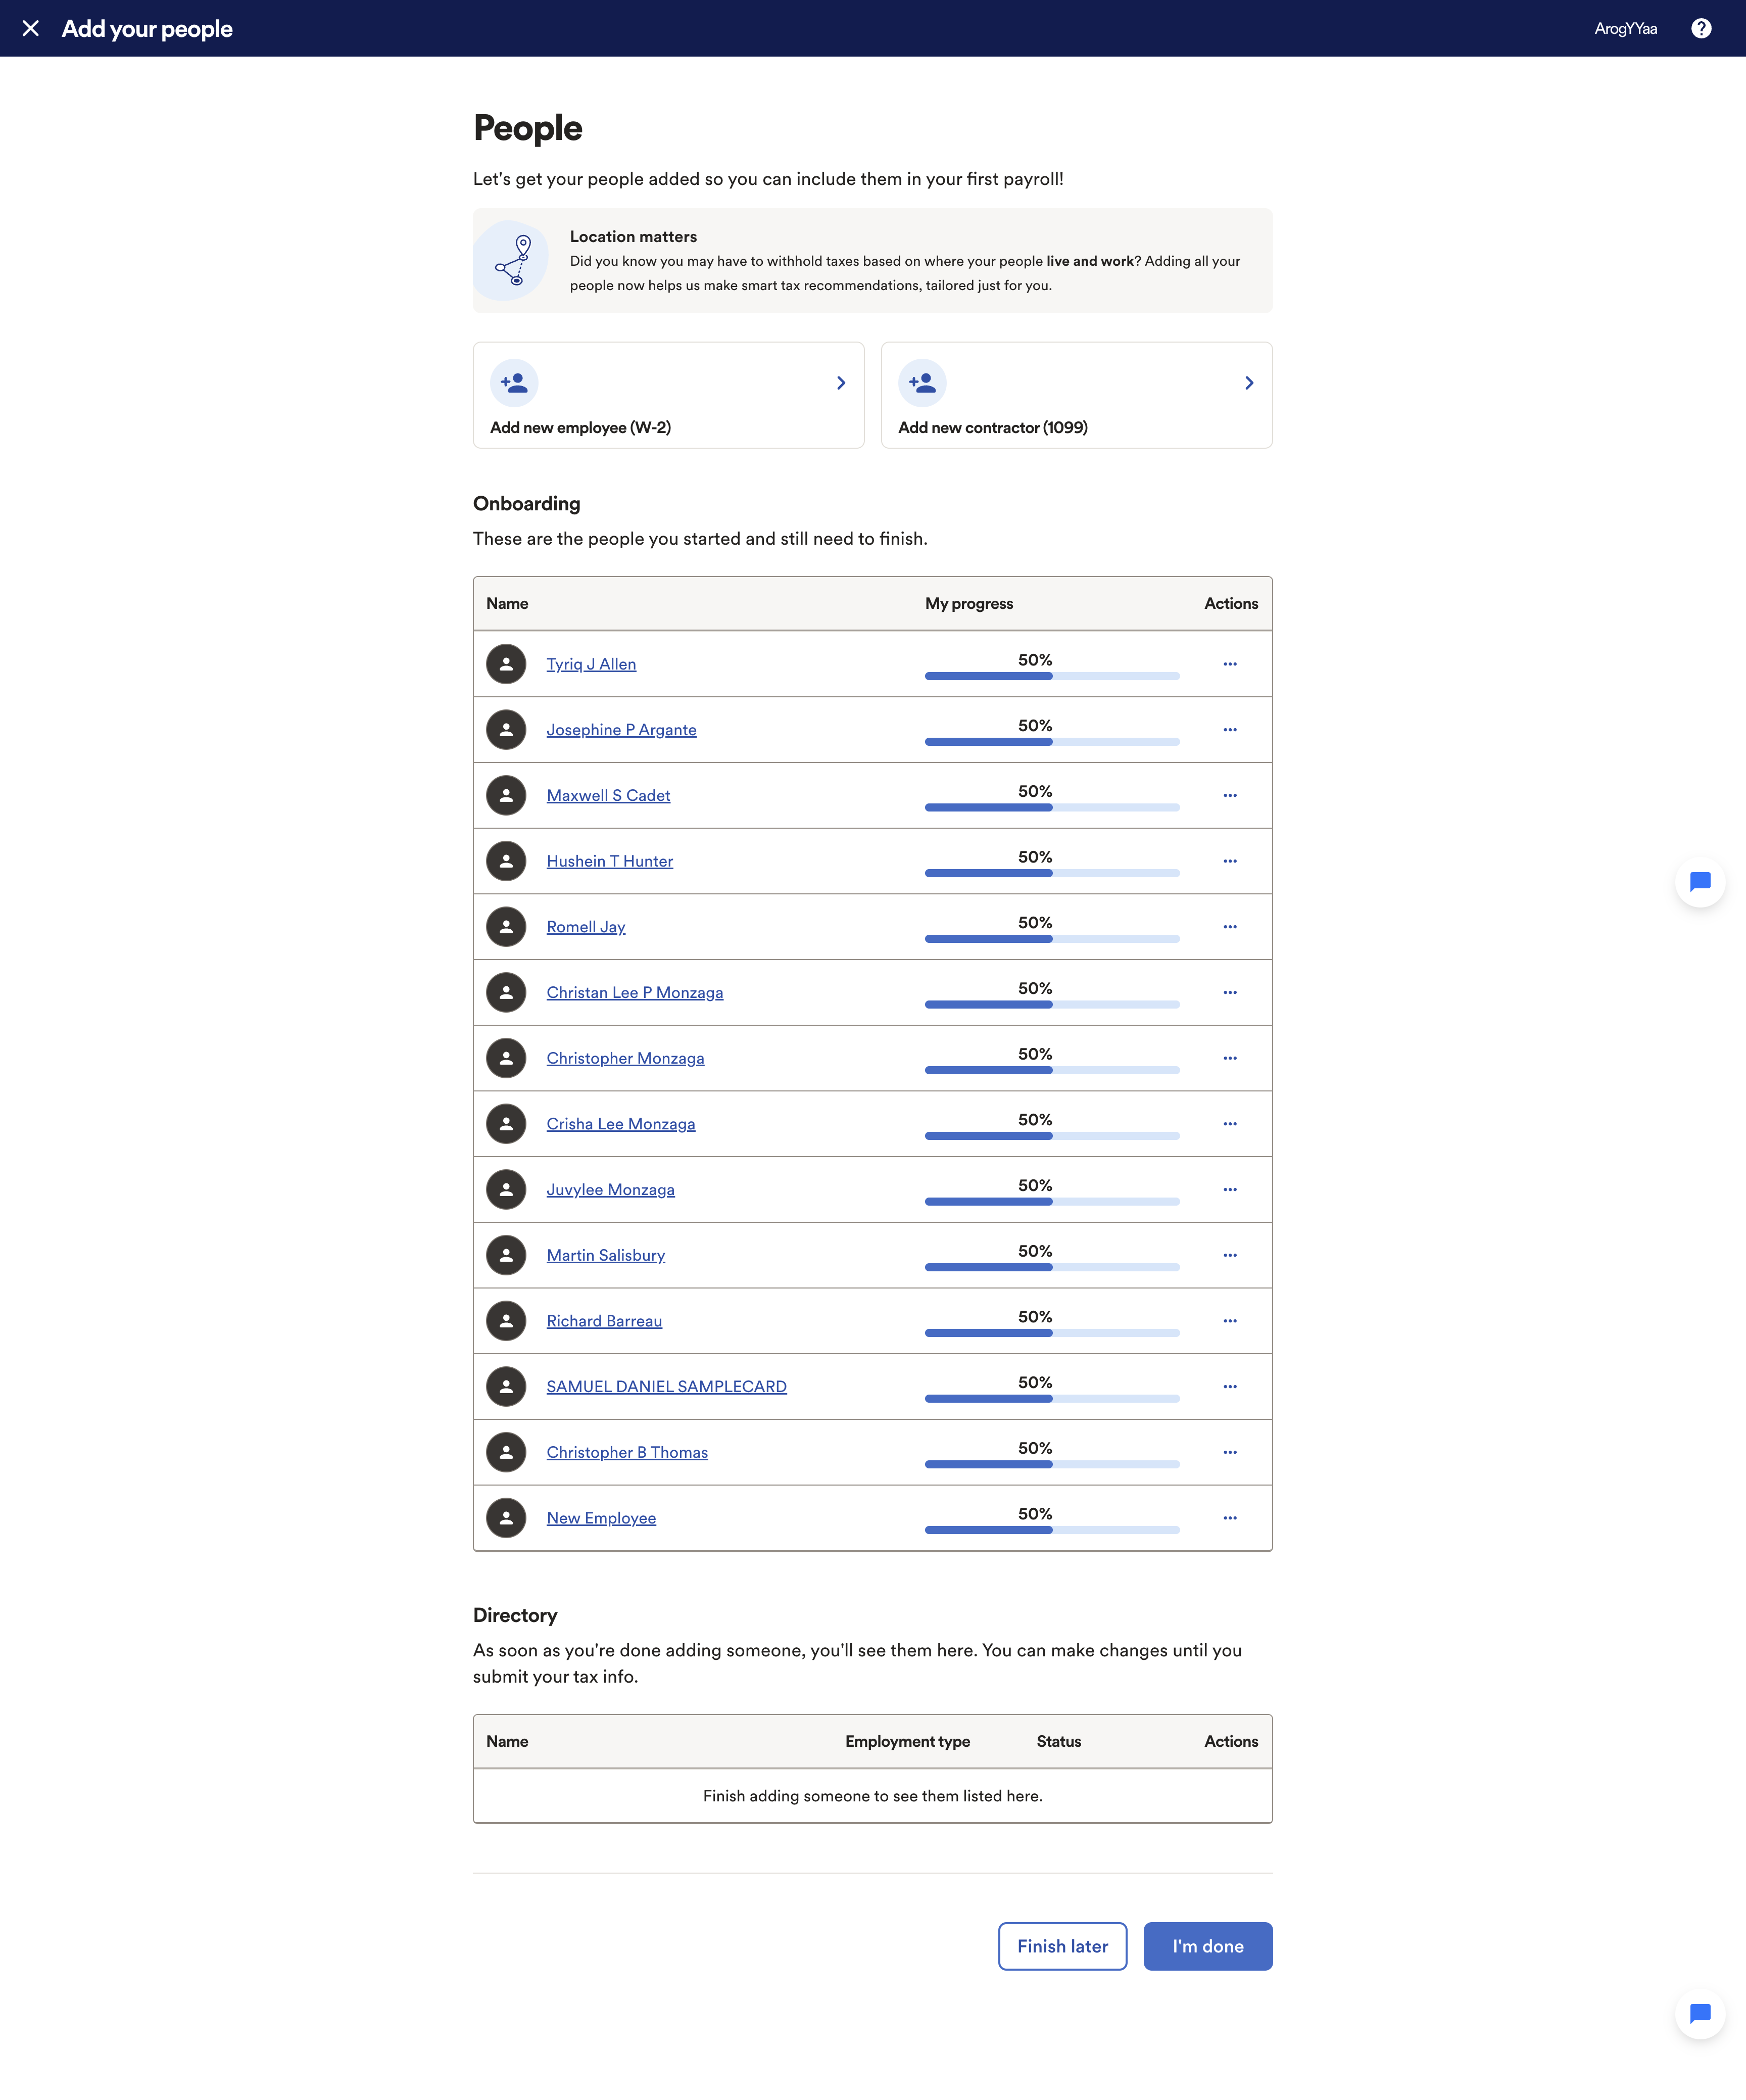 Add your people
ArogYYaa
People
Let's get your people added so you can include them in your first payroll!
Location matters
Did you know you may have to withhold taxes based on where your people live and work? Adding all your
people now helps us make smart tax recommendations, tailored just for you.
Add new employee (W-2)
Add new contractor (1099)
Onboarding
These are the people you started and still need to finish.
Name My progress Actions
Tyriq J Allen 50%
Josephine P Argante 50%
Maxwell S Cadet 50%
Hushein T Hunter 50%
Romell Jay 50%
Christan Lee P Monzaga 50%
Christopher Monzaga 50%
Crisha Lee Monzaga 50%
Juvylee Monzaga 50%
Martin Salisbury 50%
Richard Barreau 50%
SAMUEL DANIEL SAMPLECARD 50%
Christopher B Thomas 50%
New Employee 50%
Directory
As soon as you're done adding someone, you'll see them here. You can make changes until you
submit your tax info.
Name Employment type Status Actions
Finish adding someone to see them listed here.
Finish later
I'm done